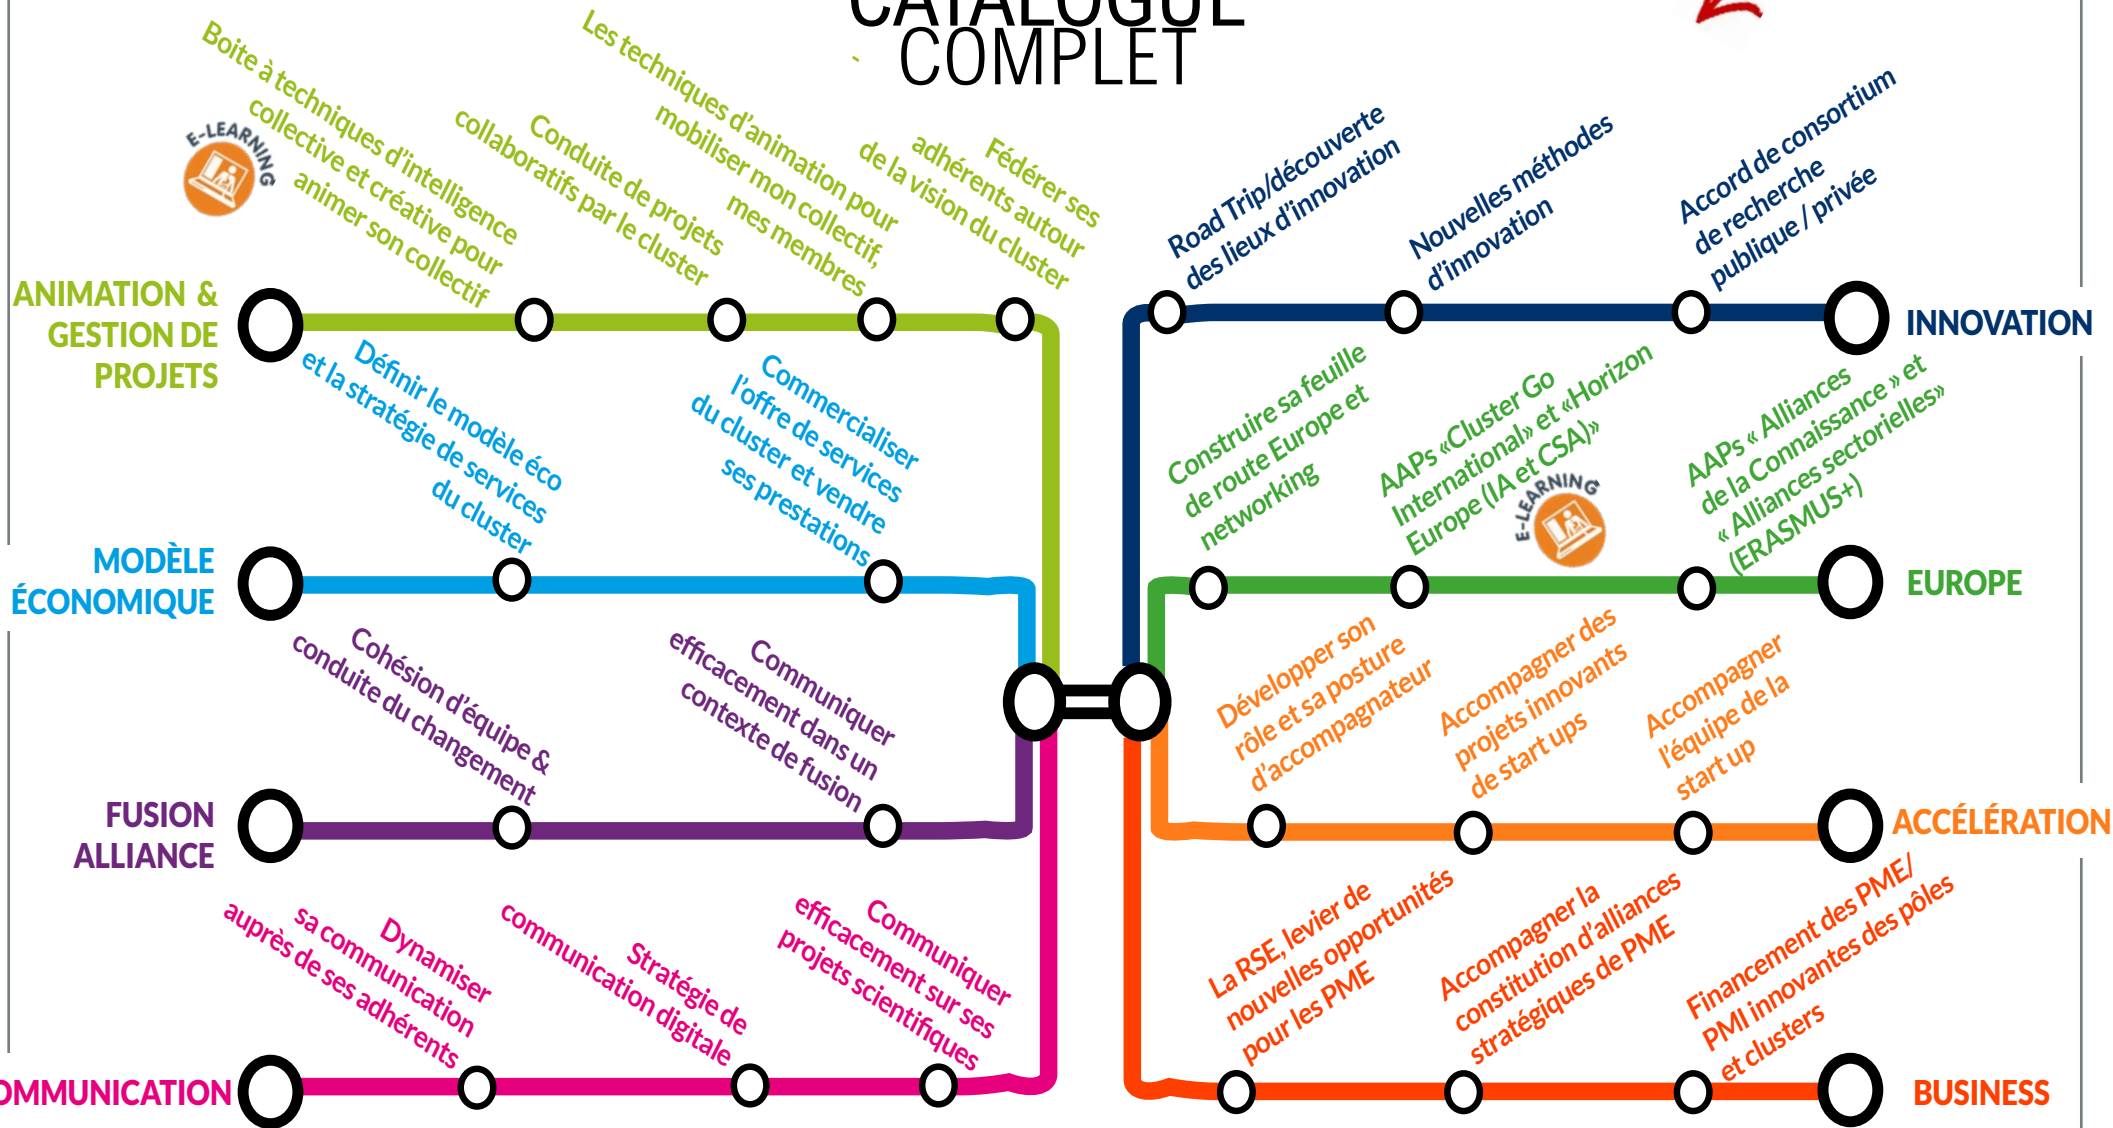 CATALOGUE
COMPLET
-
E-LEARNING
Boite à techniques d'intelligence
collective et créative pour
animer son collectif
Conduite de projets
collaboratifs par le cluster
Les techniques d'animation pour
mobiliser mon collectif,
mes membres
Fédérer ses
adhérents autour
de la vision du cluster
ANIMATION &
GESTION DE
PROJETS
Road Trip/découverte
des lieux d'innovation
Nouvelles méthodes
d'innovation
Accord de consortium
de recherche
publique / privée
INNOVATION
Définir le modèle éco
et la stratégie de services
du cluster
Commercialiser
l'offre de services
du cluster et vendre
ses prestations
MODÈLE
ÉCONOMIQUE
Construire sa feuille
de route Europe et
networking
AAPs «Cluster Go
International» et «Horizon
Europe (IA et CSA)»
E-LEARNING
AAPs « Alliances
de la Connaissance » et
« Alliances sectorielles»
(ERASMUS+)
EUROPE
Cohésion d'équipe &
conduite du changement
Communiquer
efficacement dans un
contexte de fusion
FUSION
ALLIANCE
Développer son
rôle et sa posture
d'accompagnateur
Accompagner des
projets innovants
de start ups
Accompagner
l'équipe de la
start up
ACCÉLÉRATION
Dynamiser
sa communication
auprès de ses adhérents
Stratégie de
communication digitale
Communiquer
efficacement sur ses
projets scientifiques
OMMUNICATION
La RSE, levier de
nouvelles opportunités
pour les PME
Accompagner la
constitution d'alliances
stratégiques de PME
Financement des PME/
PMI innovantes des pôles
et clusters
BUSINESS